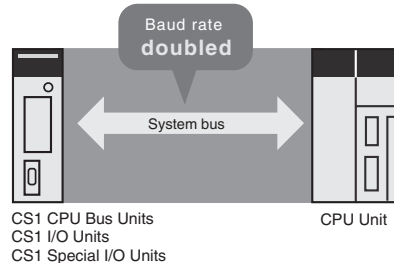 Baud rate
doubled
System bus
CS1 CPU Bus Units
CS1 I/O Units
CS1 Special I/O Units
CPU Unit